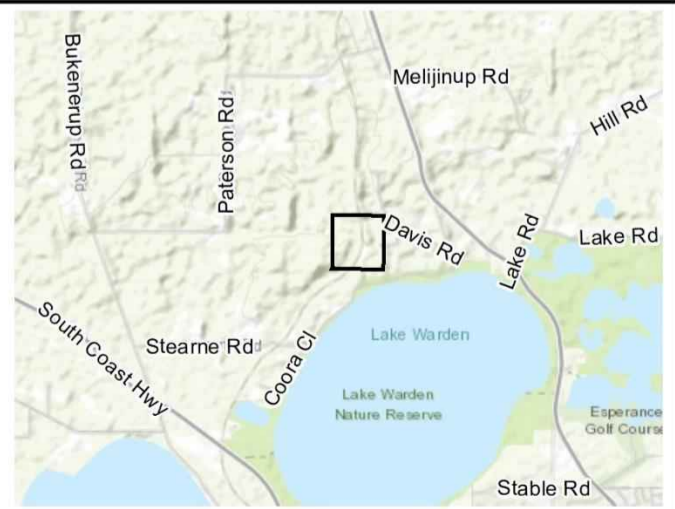 Bukenerup Rd
Rd
Paterson Rd
Melijinup Rd
Hill Rd
Davis Rd
Lake Rd
Lake Rd
South Coast Hwy
Stearne Rd
Coora Cl
Lake Warden
Lake Warden
Nature Reserve
Esperance
Golf Course
Stable Rd